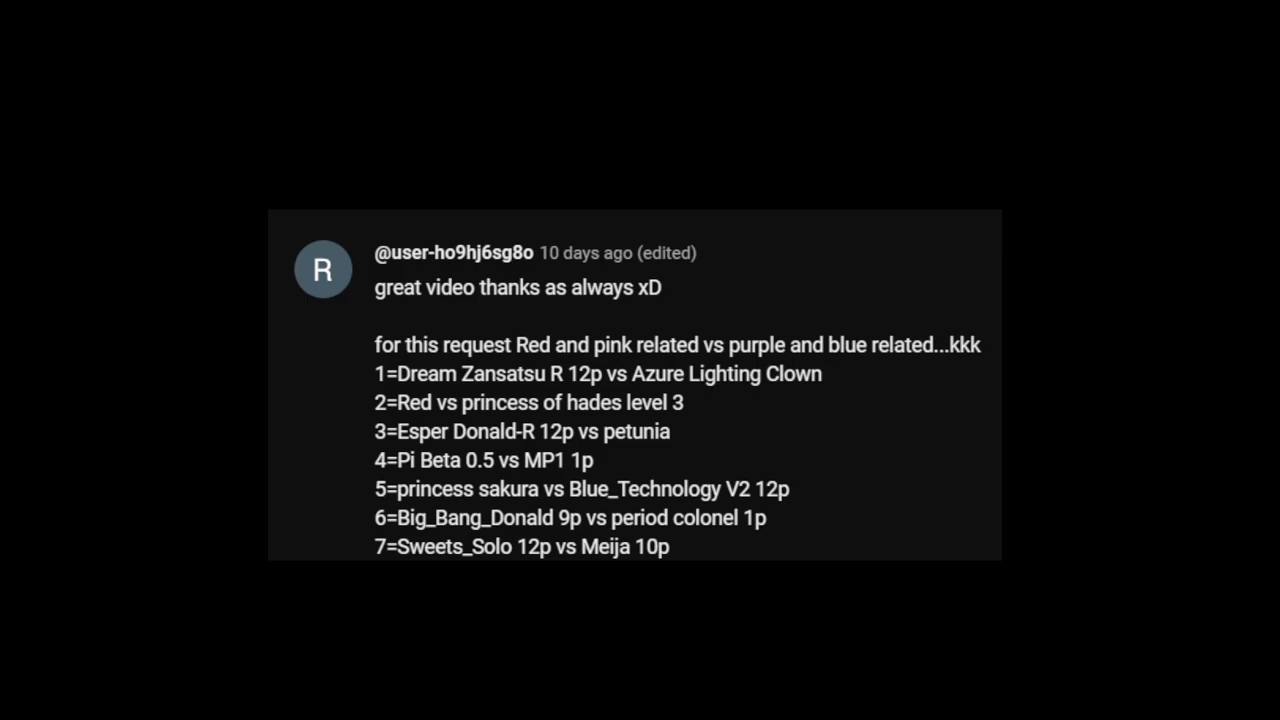 R
@user-ho9hj6sg8o 10 days ago (edited)
great video thanks as always xD
for this request Red and pink related vs purple and blue related...kkk
1=Dream Zansatsu R 12p vs Azure Lighting Clown
2=Red vs princess of hades level 3
3=Esper Donald-R 12p vs petunia
4=Pi Beta 0.5 vs MP1 1p
5=princess sakura vs Blue_Technology V2 12p
6=Big_Bang_Donald 9p vs period colonel 1p
7=Sweets_Solo 12p vs Meija 10p